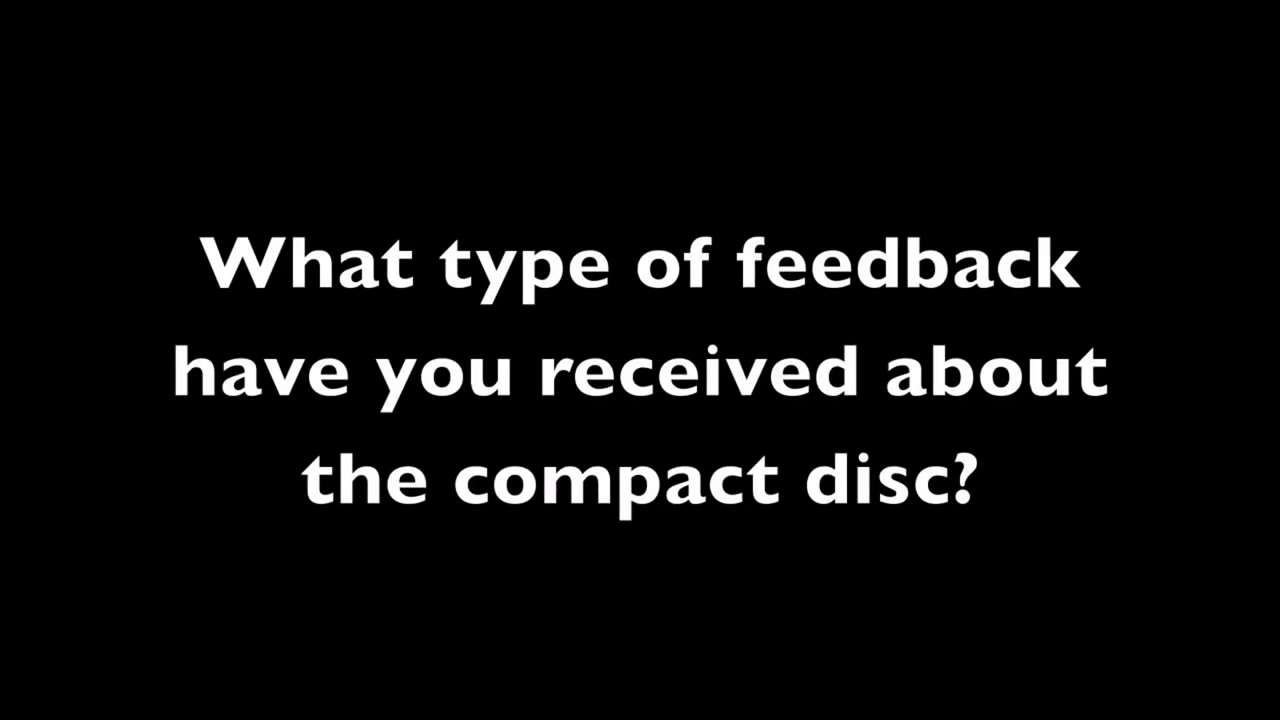 What type of feedback
have you received about
the compact disc?